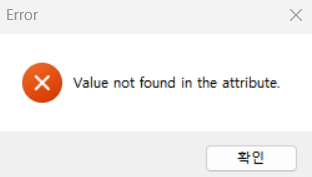 Error
Value not found in the attribute.
확인